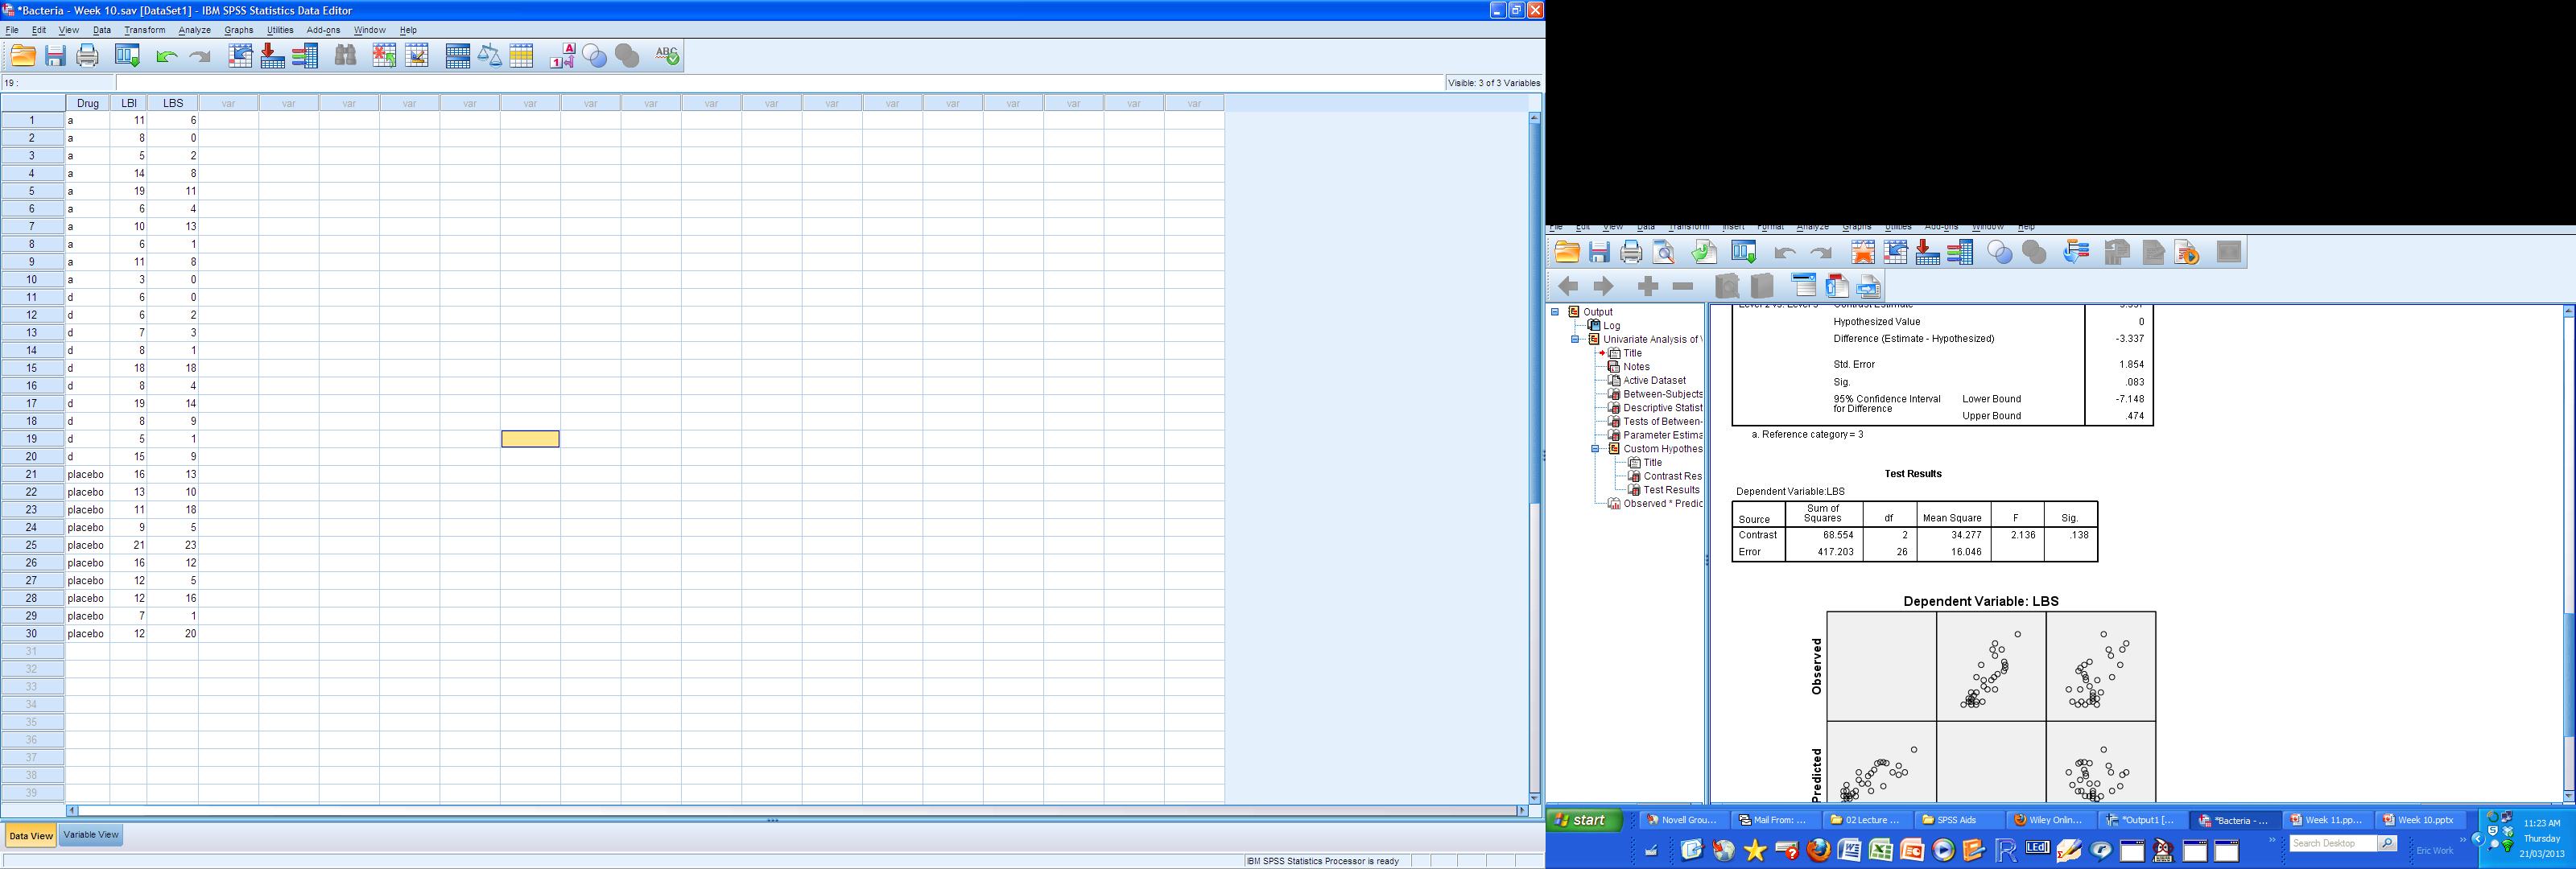 *Bacteria - Week 10.sav [DataSet1] - IBM SPSS Statistics Data Editor
File Edit View Data Transform Analyze Graphs Utilities Add-ons Window Help
19 :
Visible: 3 of 3 Variables
Drug LBI LBS var var var var var var var var var var var var var var var var var
1 a 11 6
2 a 8 0
3 a 5 2
4 a 14 8
5 a 19 11
6 a 6 4
7 a 10 13
8 a 6 1
9 a 11 8
10 a 3 0
11 d 6 0
12 d 6 2
13 d 7 3
14 d 8 1
15 d 18 18
16 d 8 4
17 d 19 14
18 d 8 9
19 d 5 1
20 d 15 9
21 placebo 16 13
22 placebo 13 10
23 placebo 11 18
24 placebo 9 5
25 placebo 21 23
26 placebo 16 12
27 placebo 12 5
28 placebo 12 16
29 placebo 7 1
30 placebo 12 20
31
32
33
34
35
36
37
38
39
Data View Variable View
IBM SPSS Statistics Processor is ready
File Edit View Data Transform Insert Format Analyze Graphs Utilities Add-ons Window Help
Output
Log
Univariate Analysis of V
Title
Notes
Active Dataset
Between-Subjects
Descriptive Statist
Tests of Between-
Parameter Estima
Custom Hypothes
Title
Contrast Res
Test Results
Observed * Predic
Level 2 vs. Level 3 Contrast Estimate -3.337
Hypothesized Value 0
Difference (Estimate - Hypothesized) -3.337
Std. Error 1.854
Sig. .083
95% Confidence Interval Lower Bound -7.148
for Difference Upper Bound .474
a. Reference category = 3
Test Results
Dependent Variable:LBS
Source Sum of Squares df Mean Square F Sig.
Contrast 68.554 2 34.277 2.136 .138
Error 417.203 26 16.046
Dependent Variable: LBS
Observed
Predicted
start Novell Grou... Mail From: ... 02 Lecture ... SPSS Aids Wiley Onlin... *Output1 [... *Bacteria - ... Week 11.pp... Week 10.pptx
LEd
Search Desktop
Eric Work
11:23 AM
Thursday
21/03/2013